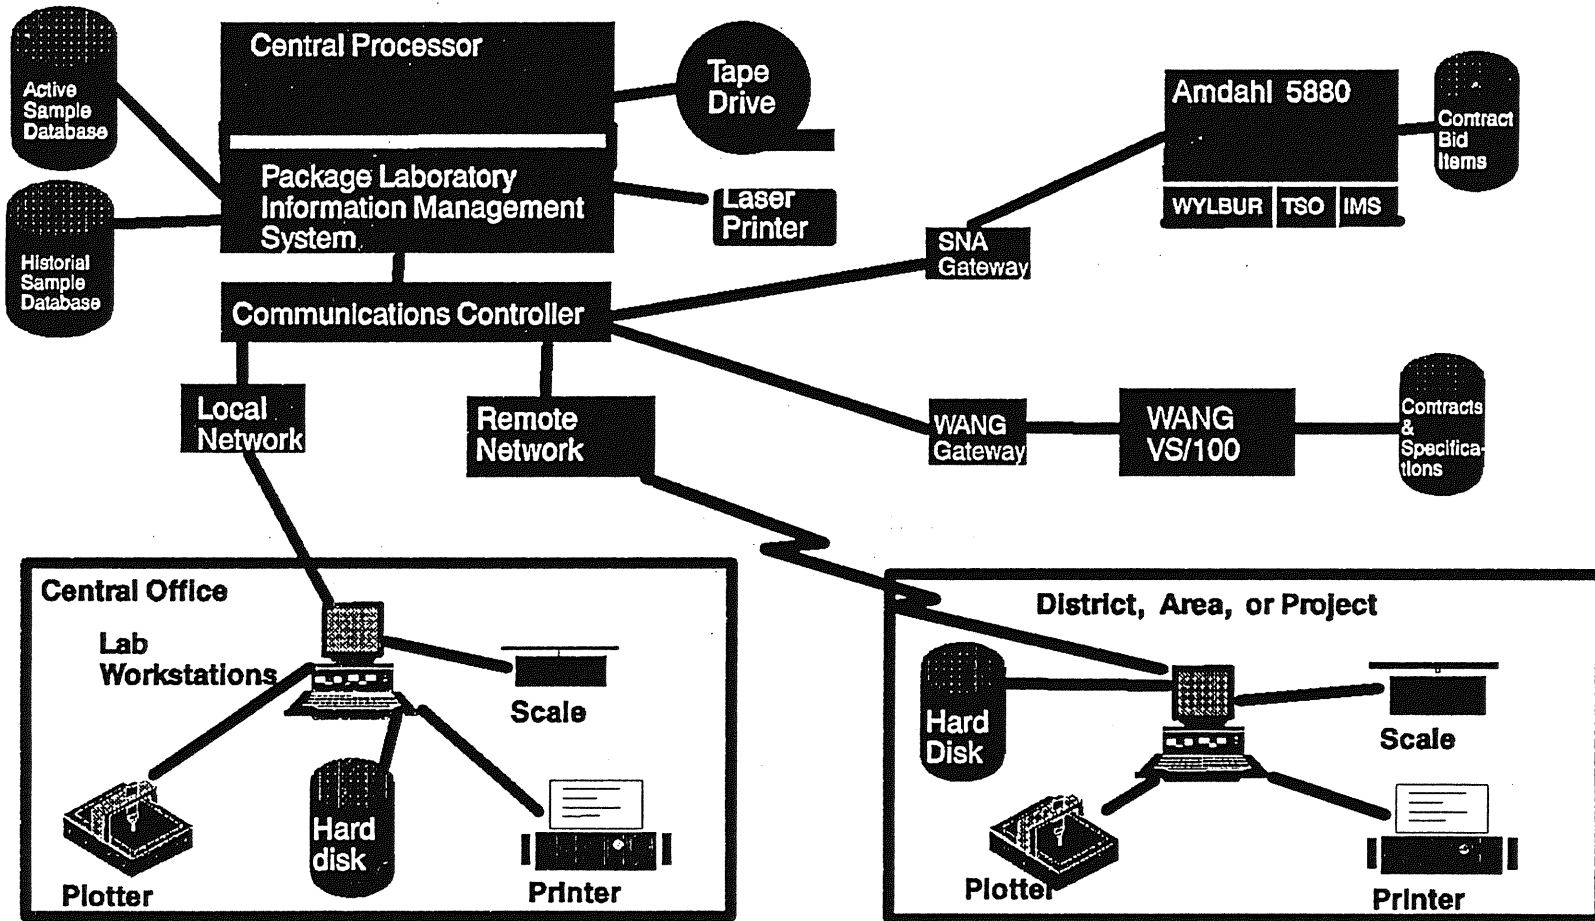 Central Processor
Active
Sample
Database
Tape
Drive
Amdahl 5880
Contract
Bid
Items
Package Laboratory
Information Management
System
Laser
Printer
WYLBUR TSO IMS
Historial
Sample
Database
SNA
Gateway
Communications Controller
Local
Network
Remote
Network
WANG
Gateway
WANG
VS/100
Contracts
&
Specifica-
tions
Central Office
Lab
Workstations
Scale
Plotter
Hard
disk
Printer
District, Area, or Project
Hard
Disk
Scale
Plotter
Printer